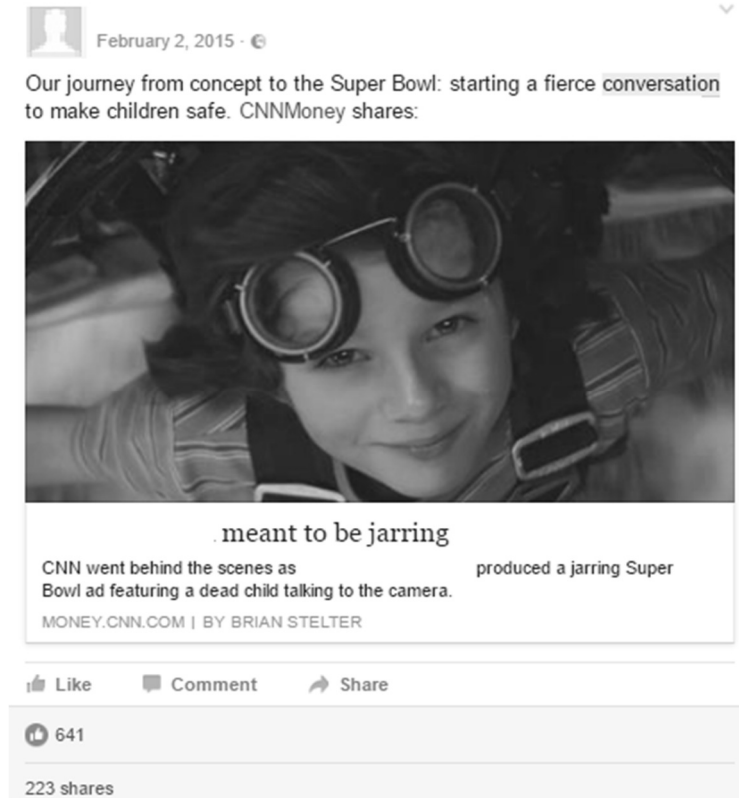 February 2, 2015 ·
Our journey from concept to the Super Bowl: starting a fierce conversation
to make children safe. CNNMoney shares:
meant to be jarring
CNN went behind the scenes as produced a jarring Super
Bowl ad featuring a dead child talking to the camera.
MONEY.CNN.COM | BY BRIAN STELTER
Like Comment Share
641
223 shares